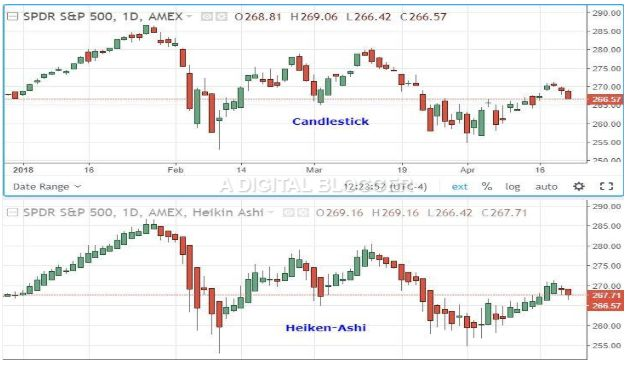 SPDR S&P 500, 1D, AMEX O268.81 H269.06 L266.42 C266.57
290.00
285.00
280.00
275.00
270.00
266.57
260.00
255.00
250.00
Candlestick
2018 16 Feb 14 Mar 19 Apr 16
A DIGITAL BLOGGER
Date Range 12:23:57 (UTC-4) ext % log auto
SPDR S&P 500, 1D, AMEX, Heikin Ashi O269.16 H269.16 L266.42 C267.71
290.00
285.00
280.00
275.00
270.00
267.71
266.57
260.00
255.00
Heiken-Ashi